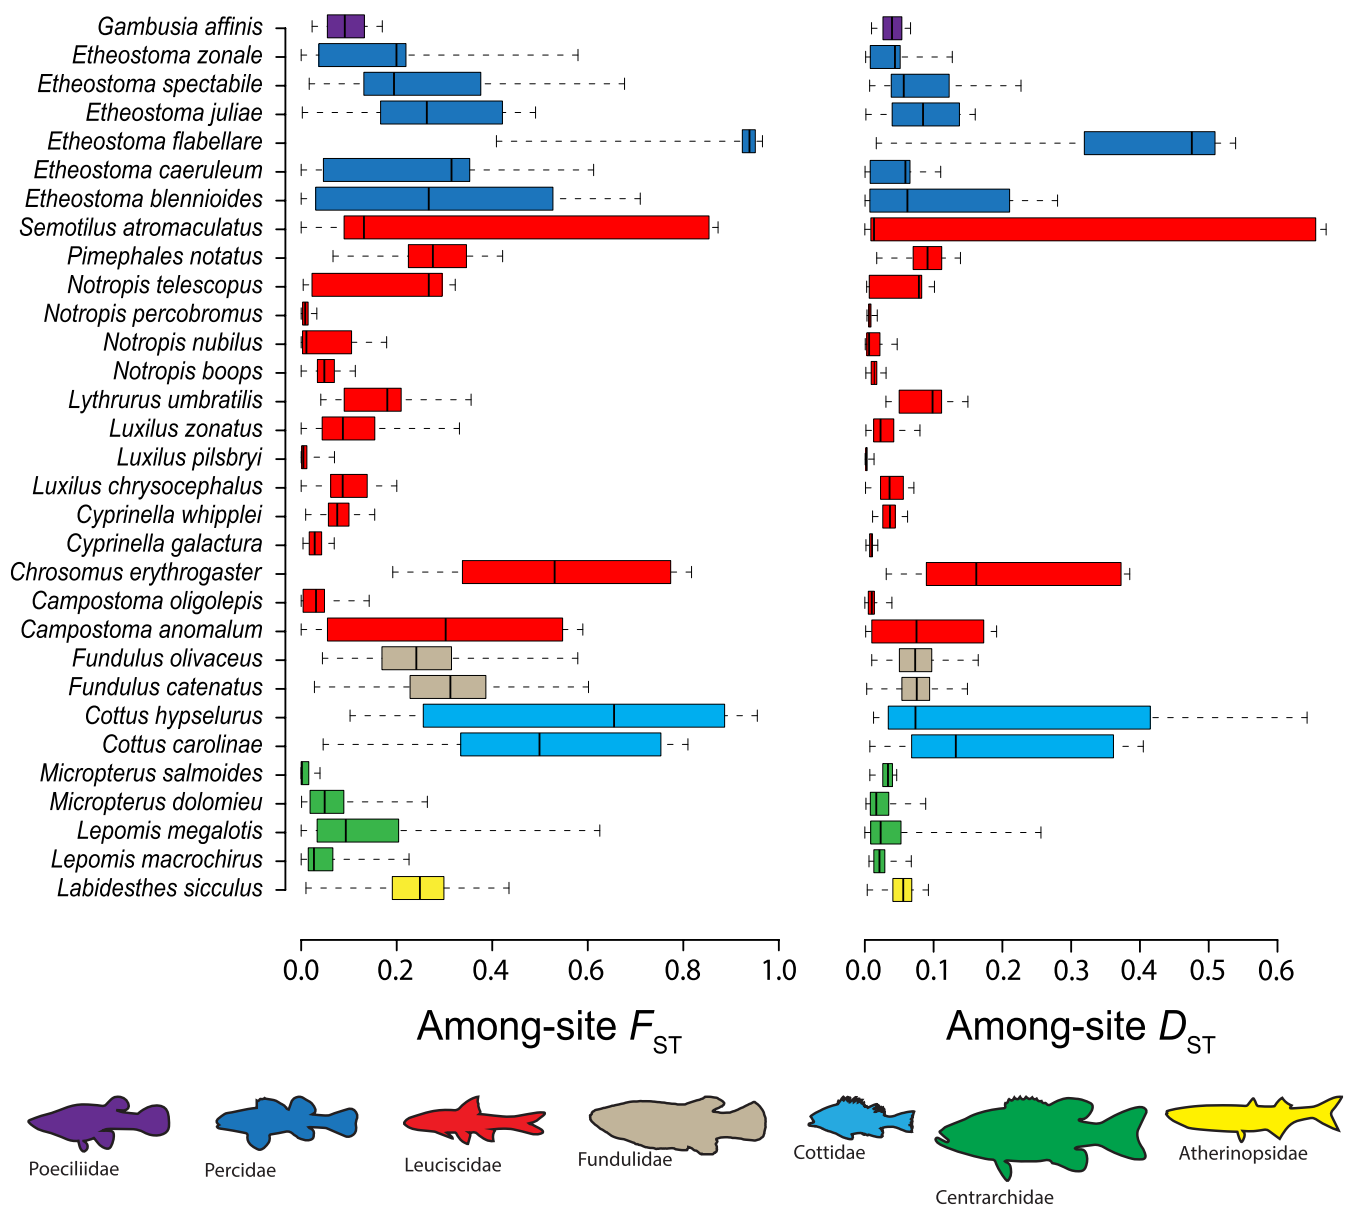 Gambusia affinis
Etheostoma zonale
Etheostoma spectabile
Etheostoma juliae
Etheostoma flabellare
Etheostoma caeruleum
Etheostoma blennioides
Semotilus atromaculatus
Pimephales notatus
Notropis telescopus
Notropis percobromus
Notropis nubilus
Notropis boops
Lythrurus umbratilis
Luxilus zonatus
Luxilus pilsbryi
Luxilus chrysocephalus
Cyprinella whipplei
Cyprinella galactura
Chrosomus erythrogaster
Campostoma oligolepis
Campostoma anomalum
Fundulus olivaceus
Fundulus catenatus
Cottus hypselurus
Cottus carolinae
Micropterus salmoides
Micropterus dolomieu
Lepomis megalotis
Lepomis macrochirus
Labidesthes sicculus
0.0 0.2 0.4 0.6 0.8 1.0
0.0 0.1 0.2 0.3 0.4 0.5 0.6
Among-site FST
Among-site DST
Poeciliidae
Percidae
Leuciscidae
Fundulidae
Cottidae
Centrarchidae
Atherinopsidae